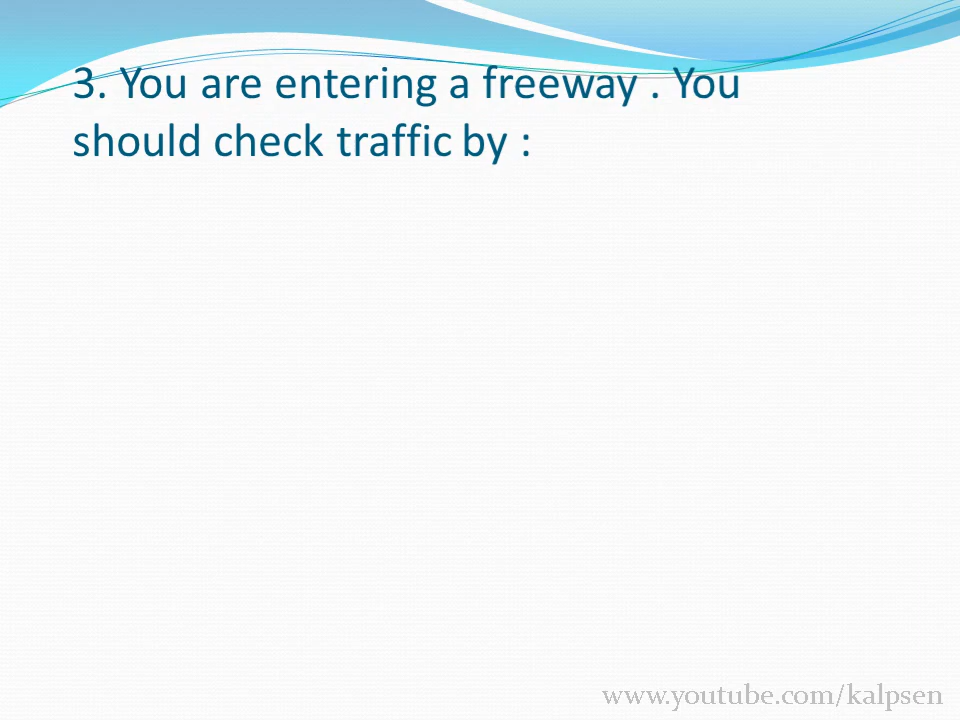 3. You are entering a freeway . You
should check traffic by :
www.youtube.com/kalpsen